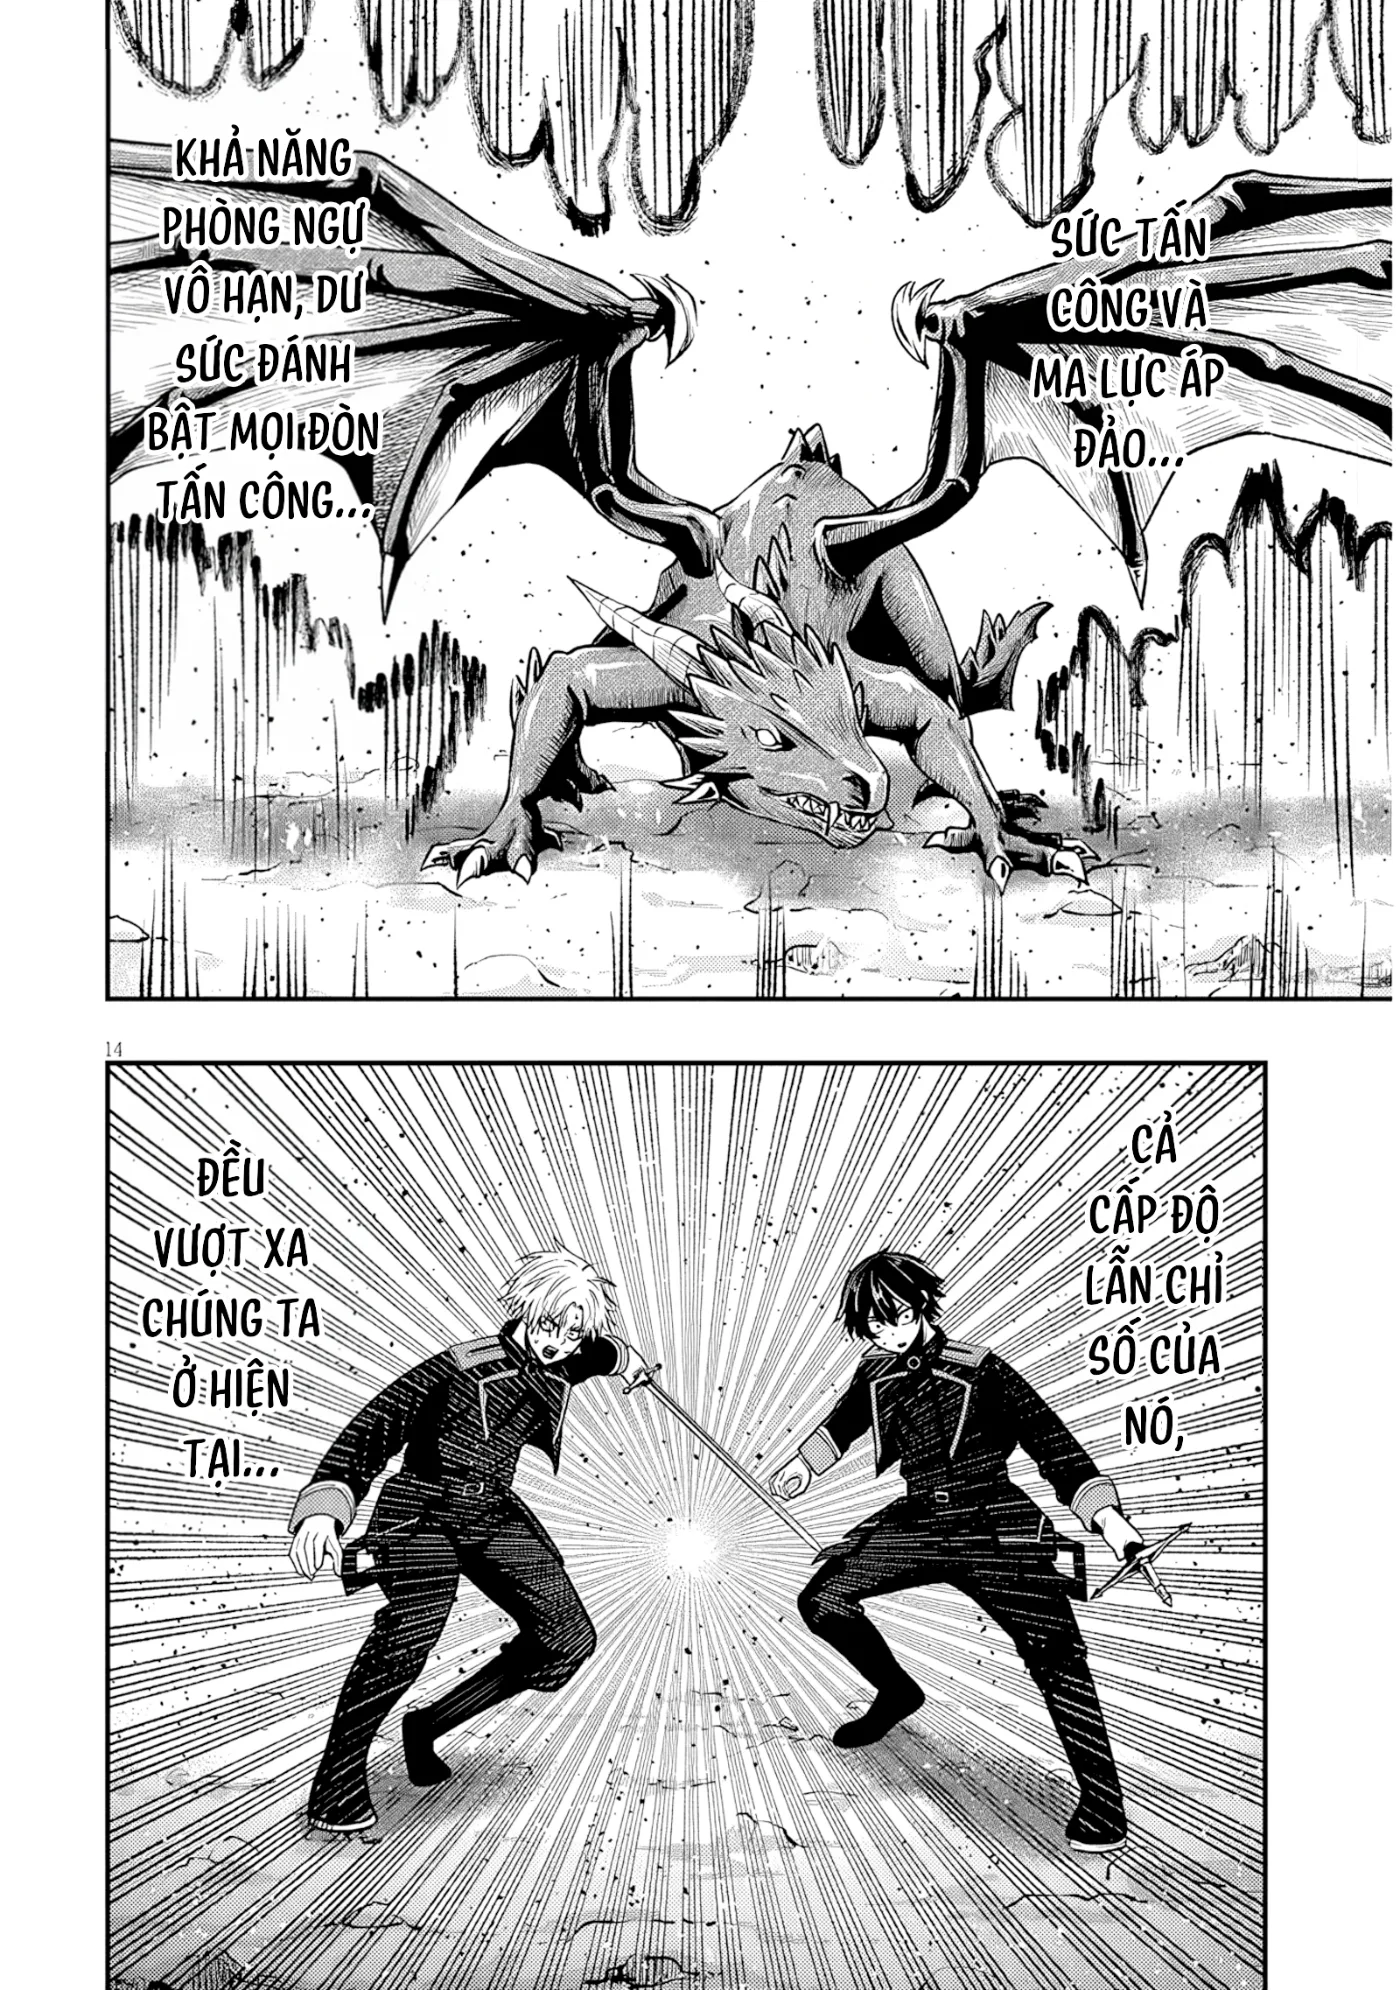 SỨC TẤN
CÔNG VÀ
MA LỰC ÁP
ĐẢO...
KHẢ NĂNG
PHÒNG NGỰ
VÔ HẠN, DƯ
SỨC ĐÁNH
BẬT MỌI ĐÒN
TẤN CÔNG...
14
CẢ
CẤP ĐỘ
LẪN CHỈ
SỐ CỦA
NÓ,
ĐỀU
VƯỢT XA
CHÚNG TA
Ở HIỆN
TẠI...